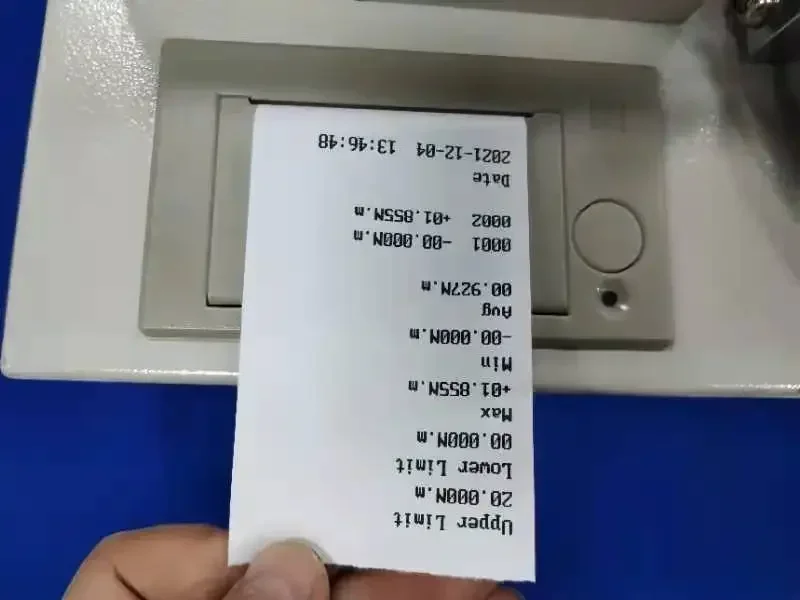 Upper Limit
20.000N.m
Lower Limit
00.000N.m
Max
+01.855N.m
Min
-00.000N.m
Avg
00.927N.m
0001 -00.000N.m
0002 +01.855N.m
Date
2021-12-04 13:46:48